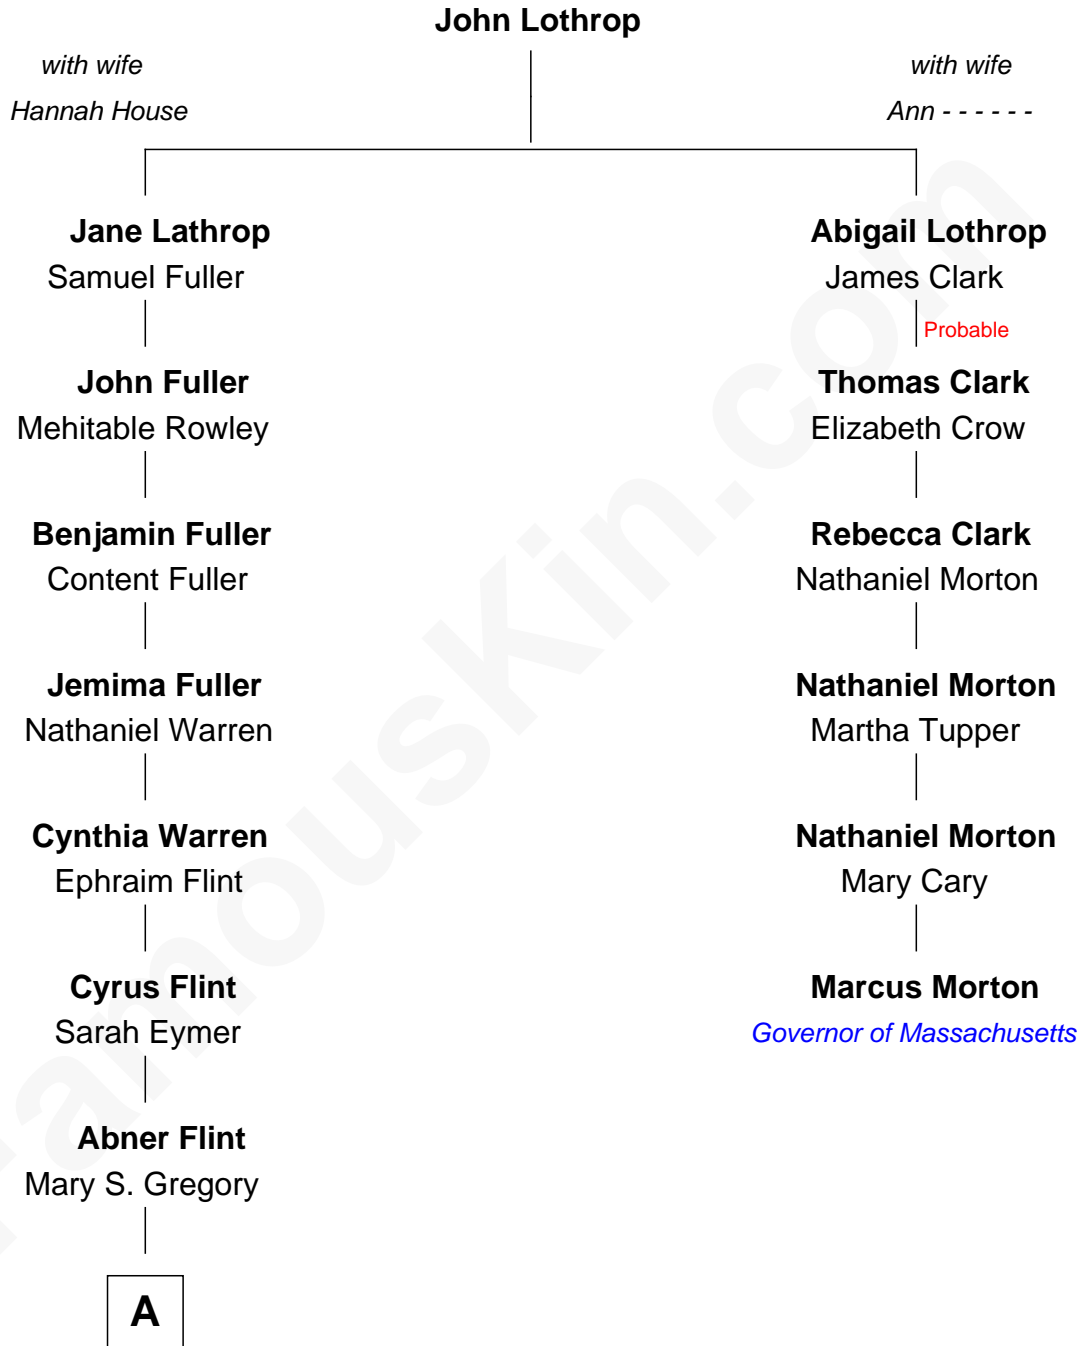 John Lothrop
with wife
Hannah House
with wife
Ann - - - - - -
Jane Lathrop
Samuel Fuller
Abigail Lothrop
James Clark
Probable
John Fuller
Mehitable Rowley
Thomas Clark
Elizabeth Crow
Benjamin Fuller
Content Fuller
Rebecca Clark
Nathaniel Morton
Jemima Fuller
Nathaniel Warren
Nathaniel Morton
Martha Tupper
Cynthia Warren
Ephraim Flint
Nathaniel Morton
Mary Cary
Cyrus Flint
Sarah Eymer
Marcus Morton
Governor of Massachusetts
Abner Flint
Mary S. Gregory
A
FamousKin.com